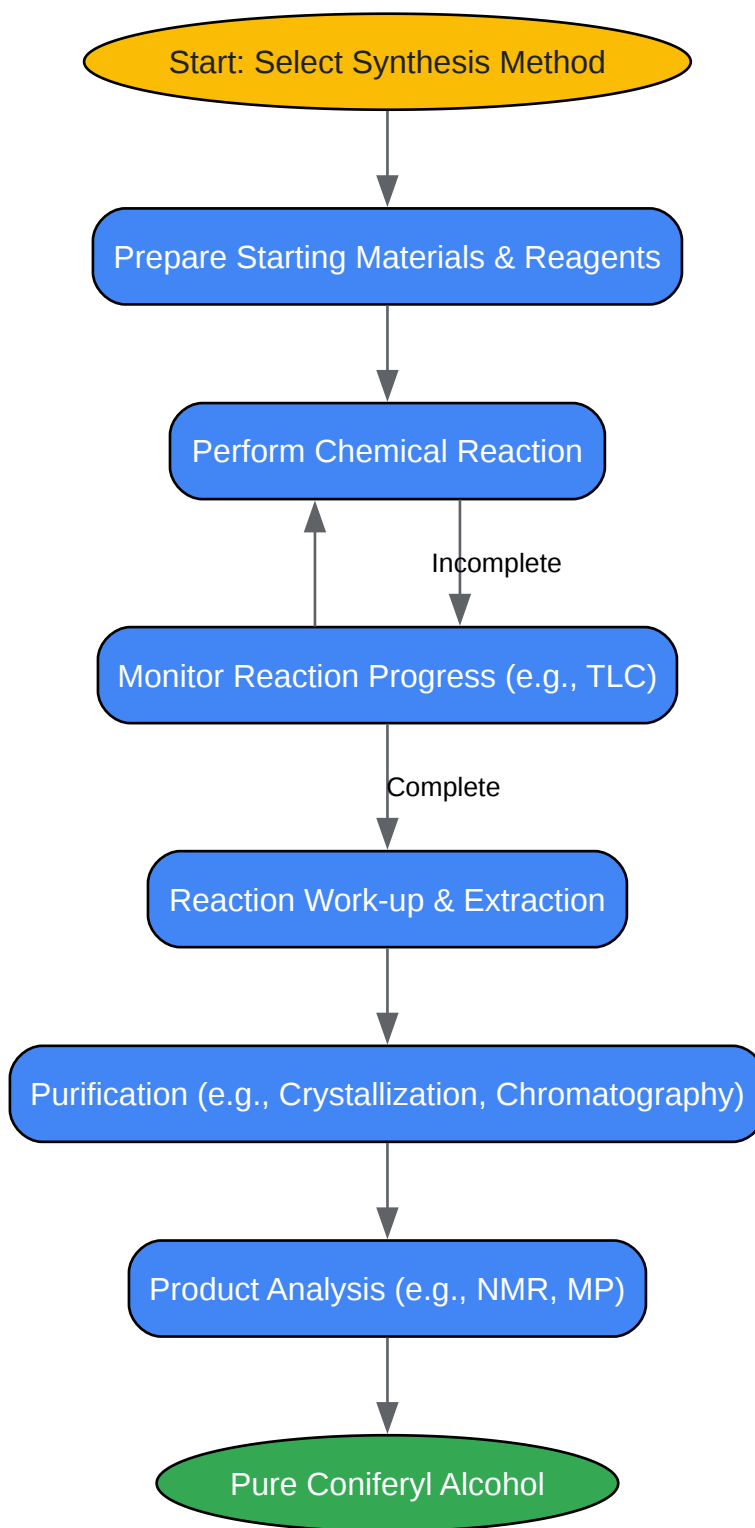 Start: Select Synthesis Method
Prepare Starting Materials & Reagents
Perform Chemical Reaction
Incomplete
Monitor Reaction Progress (e.g., TLC)
Complete
Reaction Work-up & Extraction
Purification (e.g., Crystallization, Chromatography)
Product Analysis (e.g., NMR, MP)
Pure Coniferyl Alcohol